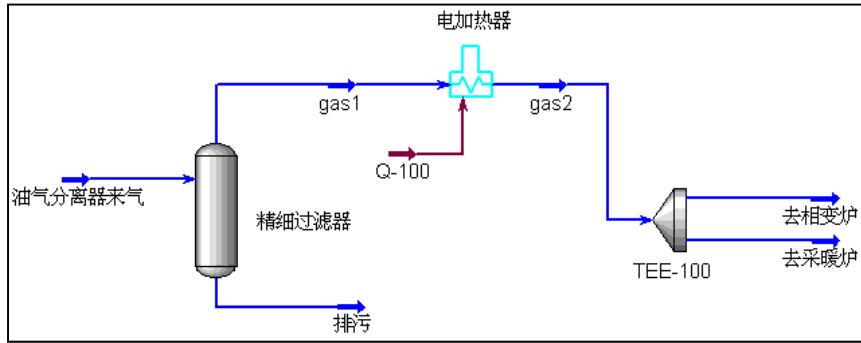 电加热器
gas1
gas2
Q-100
油气分离器来气
精细过滤器
去相变炉
去采暖炉
TEE-100
排污